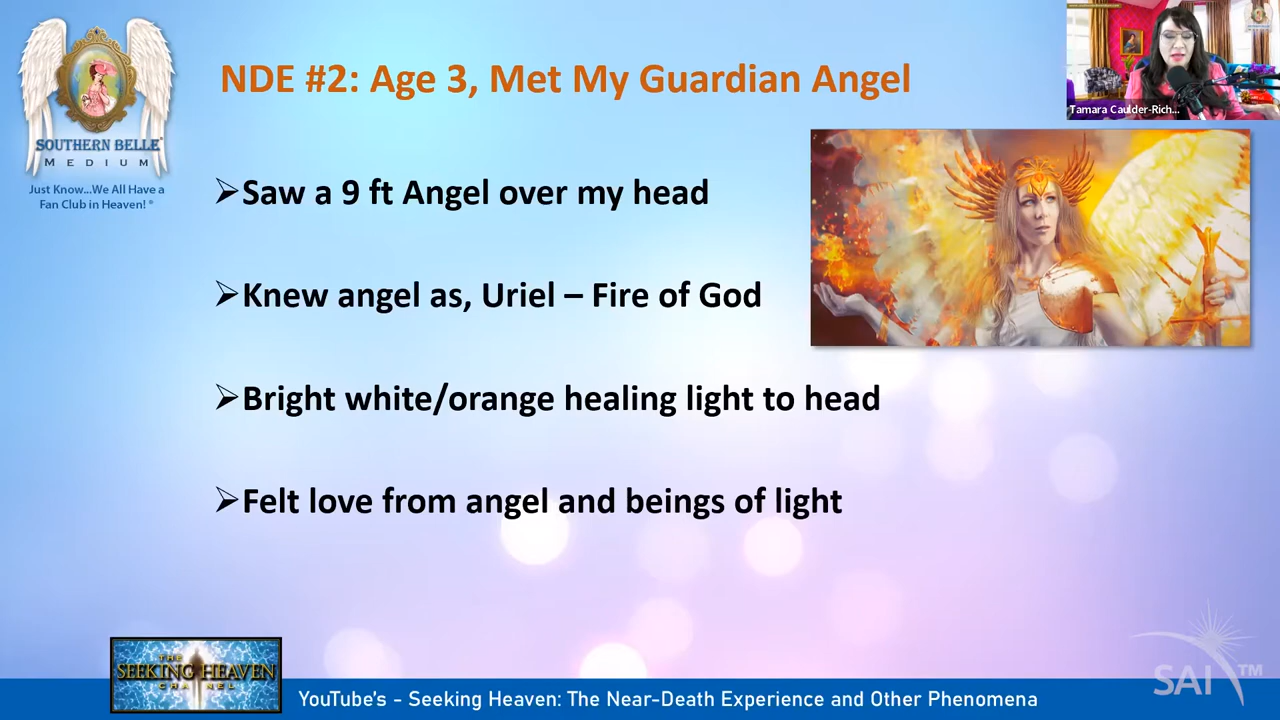 SOUTHERN BELLE®
MEDIUM
Just Know...We All Have a
Fan Club in Heaven! ®
NDE #2: Age 3, Met My Guardian Angel
Tamara Caulder-Rich...
➢Saw a 9 ft Angel over my head
➢Knew angel as, Uriel – Fire of God
➢Bright white/orange healing light to head
➢Felt love from angel and beings of light
THE
SEEKING HEAVEN
CHANNEL
YouTube's - Seeking Heaven: The Near-Death Experience and Other Phenomena
SAI™